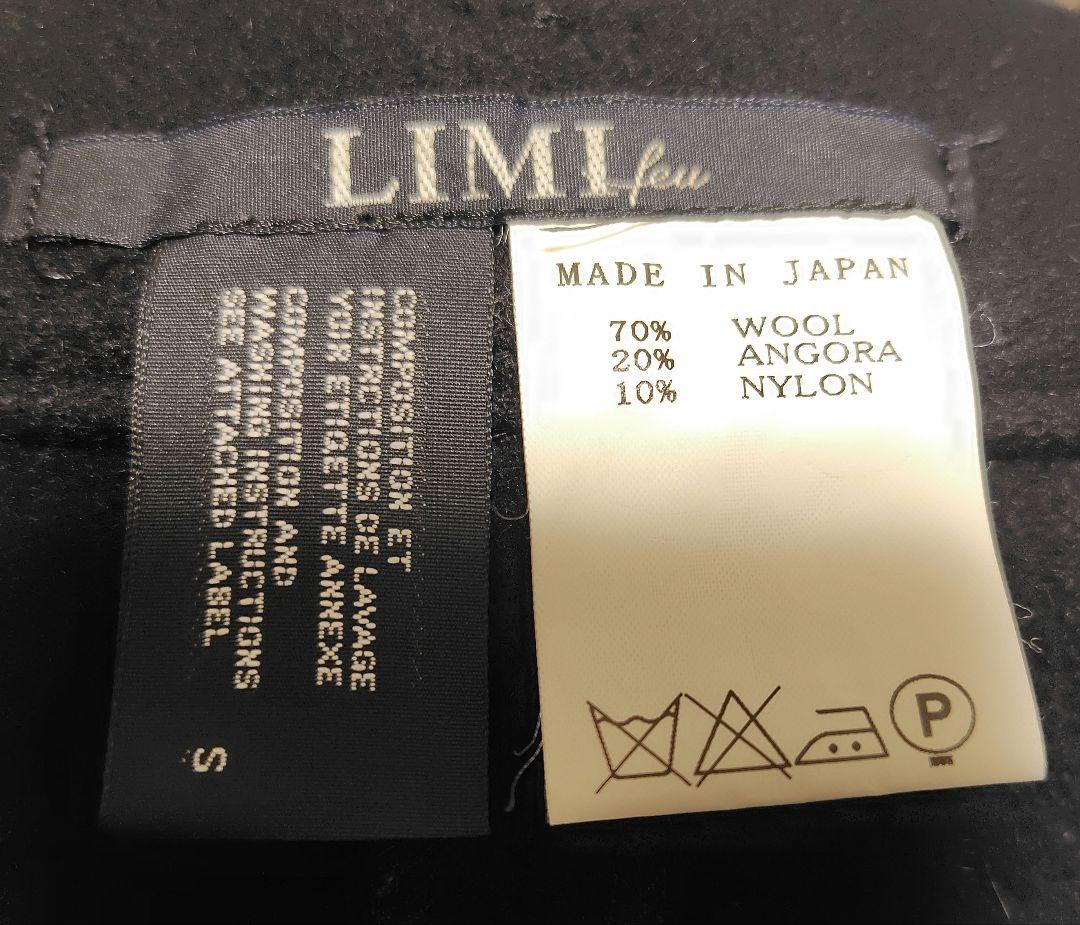 LIMI feu
COMPOSITION ET
INSTRUCTIONS DE LAVAGE
VOIR ETIQETTE ANNEXE
COMPOSITION AND
WASHING INSTRUCTIONS
SEE ATTACHED LABEL
S
MADE IN JAPAN
70% WOOL
20% ANGORA
10% NYLON
P